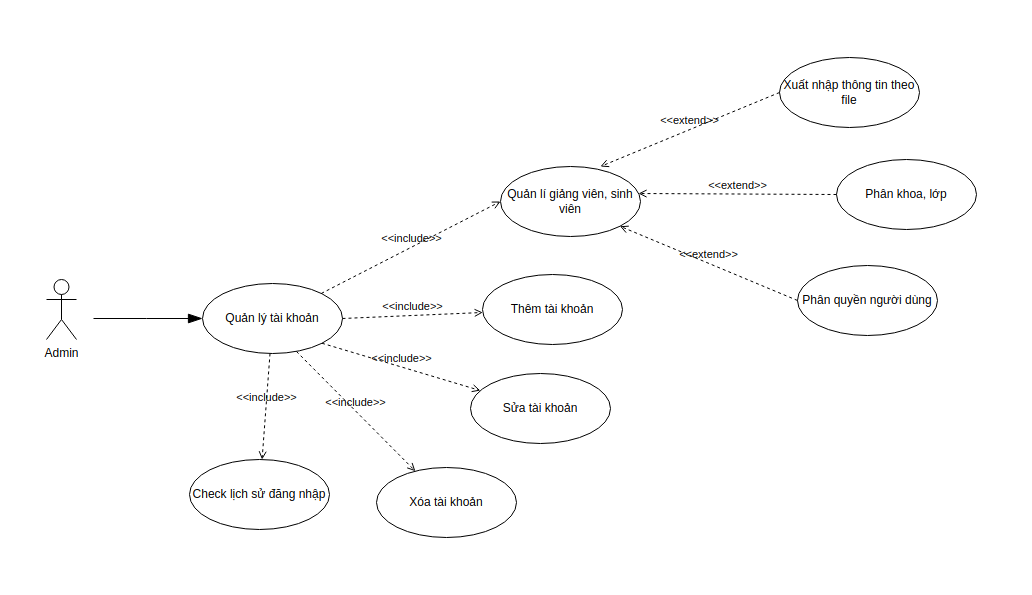 Xuất nhập thông tin theo
file
<<extend>>
Quản lí giảng viên, sinh
viên
<<extend>>
Phân khoa, lớp
<<include>>
<<extend>>
Phân quyền người dùng
Admin
Quản lý tài khoản
<<include>>
Thêm tài khoản
<<include>>
Sửa tài khoản
<<include>>
<<include>>
Check lịch sử đăng nhập
Xóa tài khoản